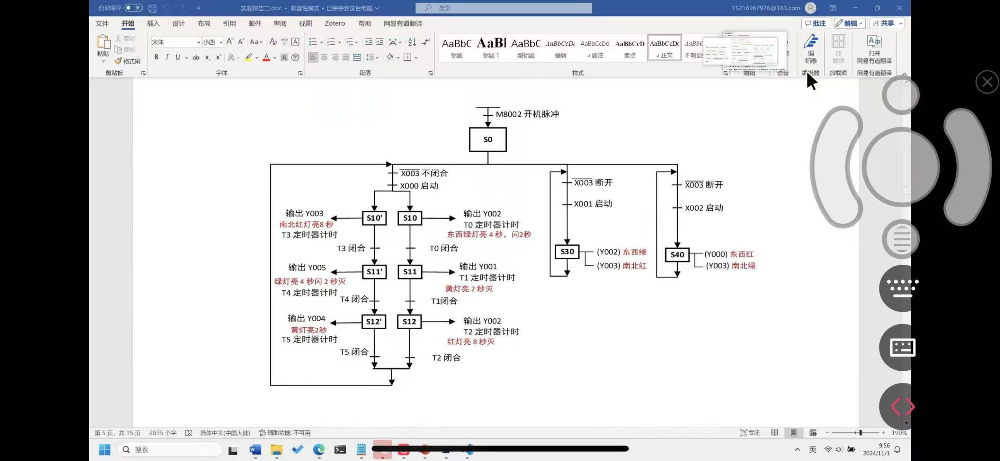 自动保存 关
实验报告二.doc - 兼容性模式 • 已保存到这台电脑
搜索
15216967976@163.com
文件 开始 插入 设计 布局 引用 邮件 审阅 视图 Zotero 帮助 网易有道翻译
批注 编辑 共享
粘贴
剪切
复制
格式刷
剪贴板
宋体 小四
字体
段落
AaBbC AaBl AaBbC AaBbCcDc AaBbCcDd AaBbCcD AaBbCcDc AaBbC
标题 标题 1 副标题 强调 题注 要点 正文 不明显
样式
编辑 语音
编辑器
编辑器
加载项
加载项
打开
网易有道翻译
网易有道翻译
M8002 开机脉冲
S0
X003 不闭合
X000 启动
X003 断开
X001 启动
X003 断开
X002 启动
输出 Y003
南北红灯亮8 秒
T3 定时器计时
S10' S10
输出 Y002
T0 定时器计时
东西绿灯亮 4 秒，闪2秒
T3 闭合
T0 闭合
S30
(Y002) 东西绿
(Y003) 南北红
S40
(Y000) 东西红
(Y003) 南北绿
输出 Y005
绿灯亮 4 秒闪 2 秒灭
T4 定时器计时
S11' S11
输出 Y001
T1 定时器计时
黄灯亮 2 秒灭
T4 闭合
T1闭合
输出 Y004
黄灯亮2秒
T5 定时器计时
S12' S12
输出 Y002
T2 定时器计时
红灯亮 8 秒灭
T5 闭合
T2 闭合
第 5 页，共 15 页 2835 个字 简体中文(中国大陆) 辅助功能: 不可用
专注
190%
搜索
英
9:56
2024/11/1